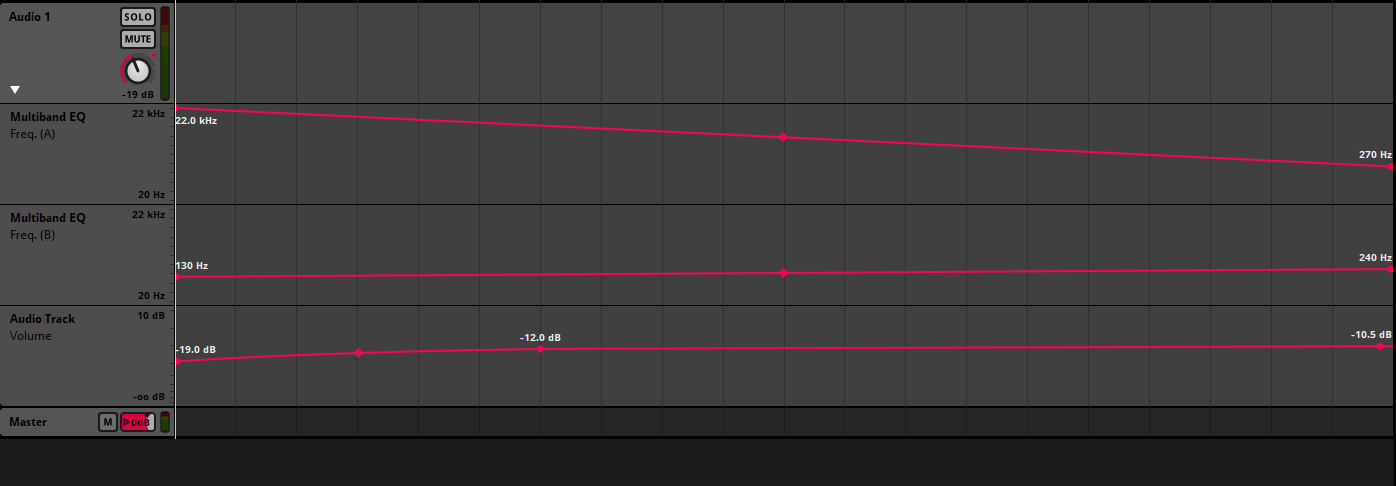 Audio 1
SOLO
MUTE
-19 dB
Multiband EQ
22 kHz
Freq. (A)
20 Hz
22.0 kHz
270 Hz
Multiband EQ
22 kHz
Freq. (B)
20 Hz
130 Hz
240 Hz
Audio Track
10 dB
Volume
-oo dB
-19.0 dB
-12.0 dB
-10.5 dB
Master
M
0dB